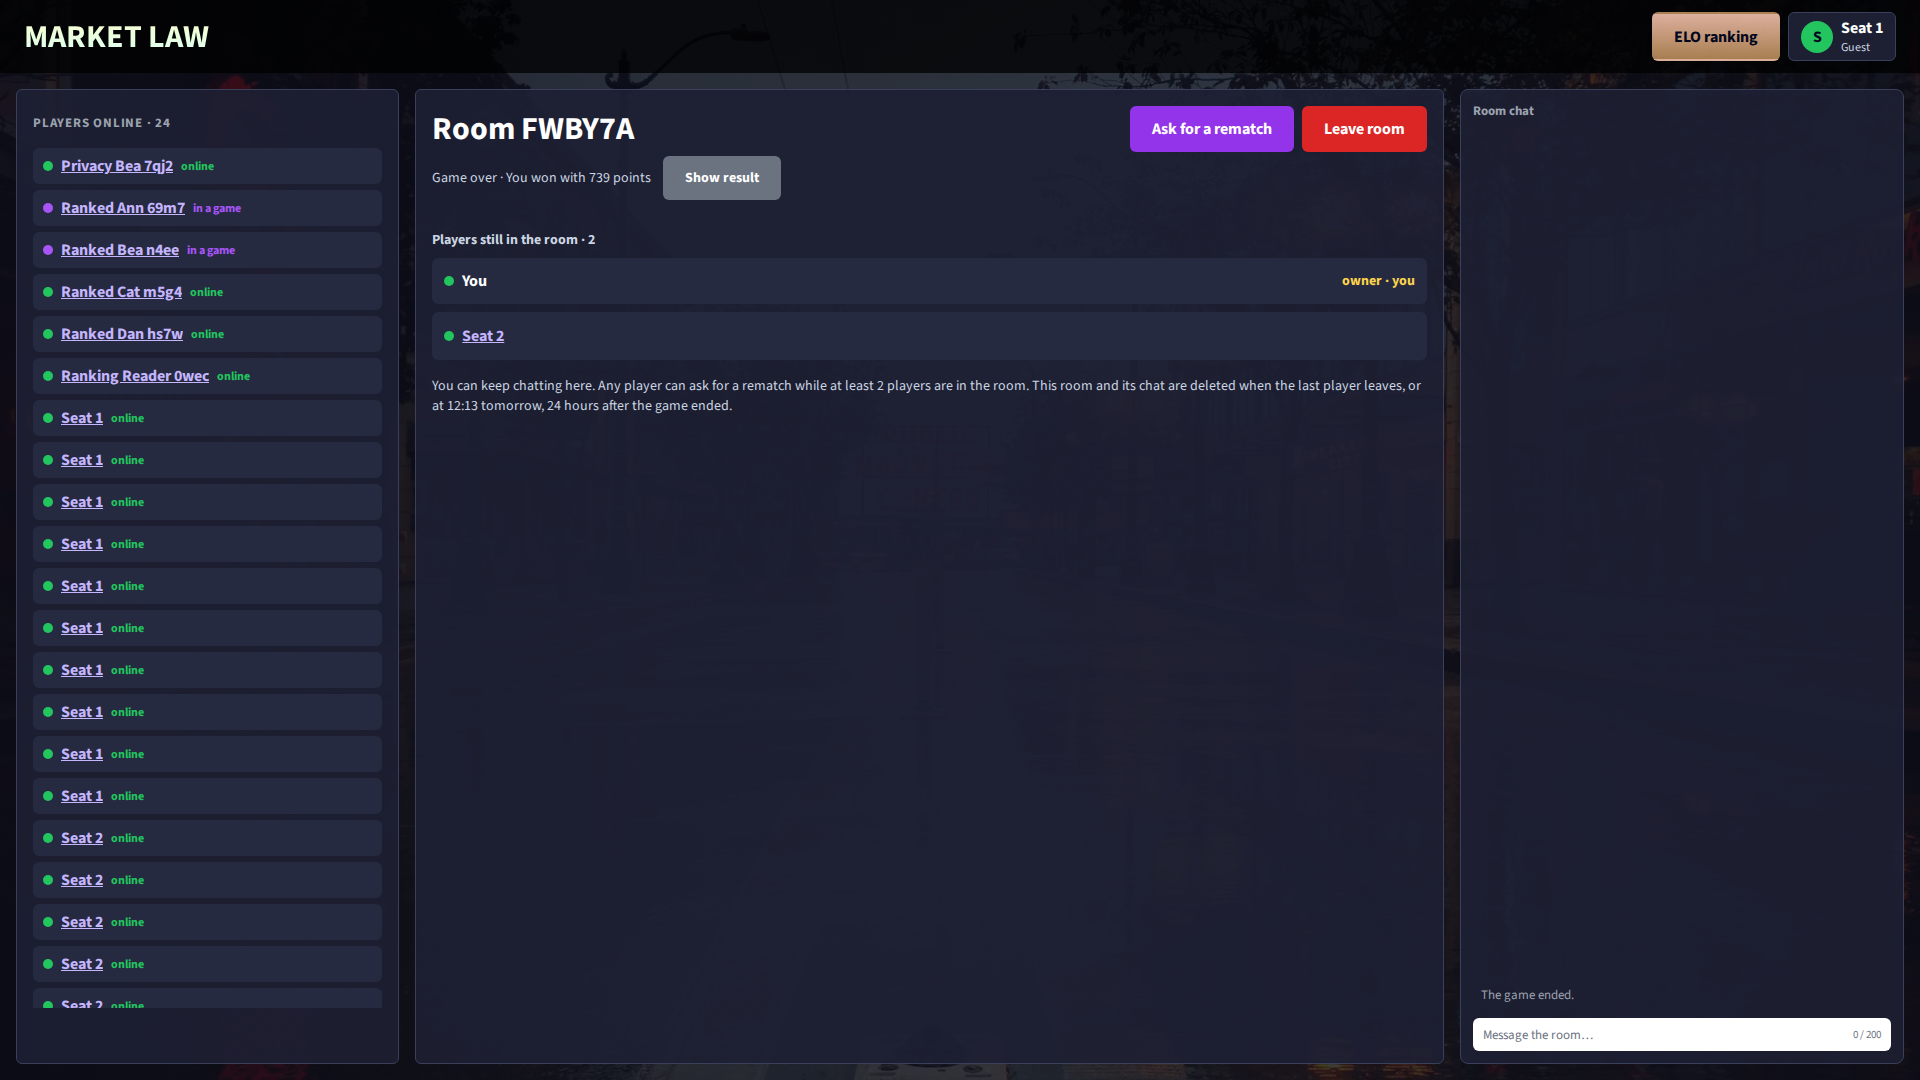 MARKET LAW
ELO ranking
S
Seat 1
Guest
PLAYERS ONLINE · 24
Privacy Bea 7qj2 online
Ranked Ann 69m7 in a game
Ranked Bea n4ee in a game
Ranked Cat m5g4 online
Ranked Dan hs7w online
Ranking Reader 0wec online
Seat 1 online
Seat 1 online
Seat 1 online
Seat 1 online
Seat 1 online
Seat 1 online
Seat 1 online
Seat 1 online
Seat 1 online
Seat 1 online
Seat 2 online
Seat 2 online
Seat 2 online
Seat 2 online
Seat 2 online
Room FWBY7A
Ask for a rematch
Leave room
Game over · You won with 739 points
Show result
Players still in the room · 2
You
owner · you
Seat 2
You can keep chatting here. Any player can ask for a rematch while at least 2 players are in the room. This room and its chat are deleted when the last player leaves, or
at 12:13 tomorrow, 24 hours after the game ended.
Room chat
The game ended.
Message the room…
0 / 200